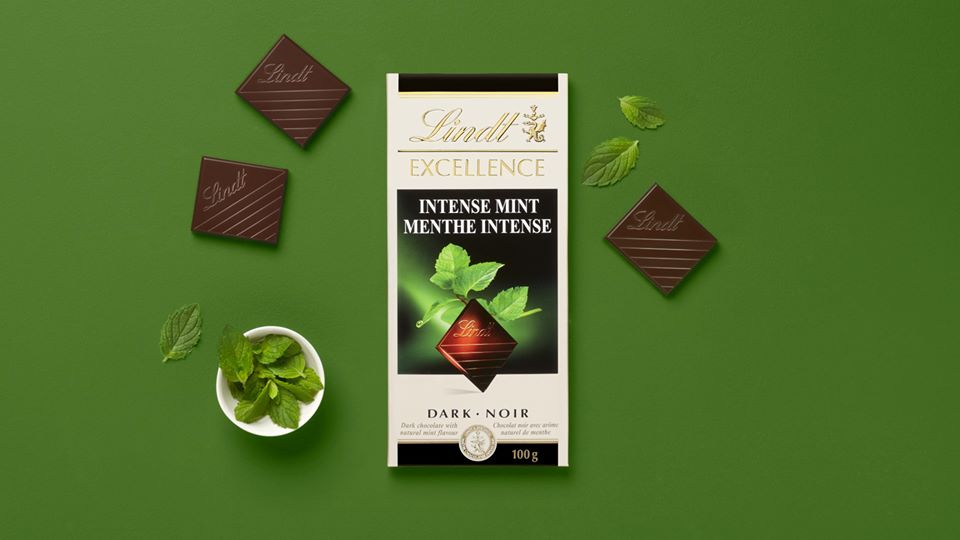 Lindt
Lindt
Lindt
EXCELLENCE
INTENSE MINT
MENTHE INTENSE
Lindt
DARK · NOIR
Dark chocolate with
natural mint flavour
Chocolat noir avec arôme
naturel de menthe
100 g
Lindt